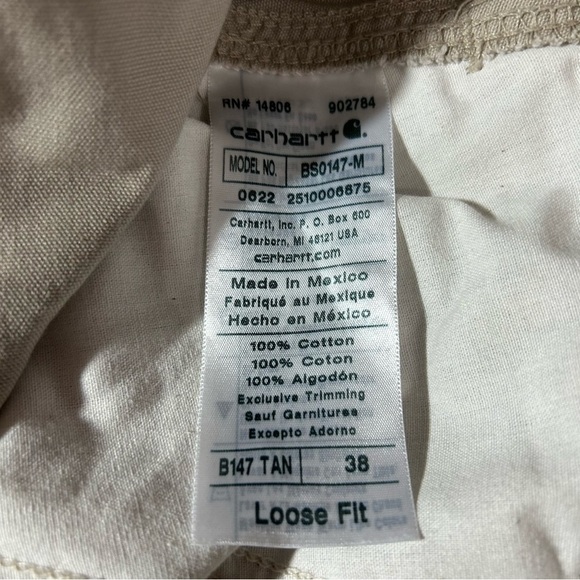 RN# 14806 902784
carhartt
MODEL NO. BS0147-M
0622 2510006875
Carhartt, Inc. P. O. Box 600
Dearborn, MI 48121 USA
carhartt.com
Made in Mexico
Fabriqué au Mexique
Hecho en México
100% Cotton
100% Coton
100% Algodón
Exclusive Trimming
Sauf Garnitures
Excepto Adorno
B147 TAN 38
Loose Fit